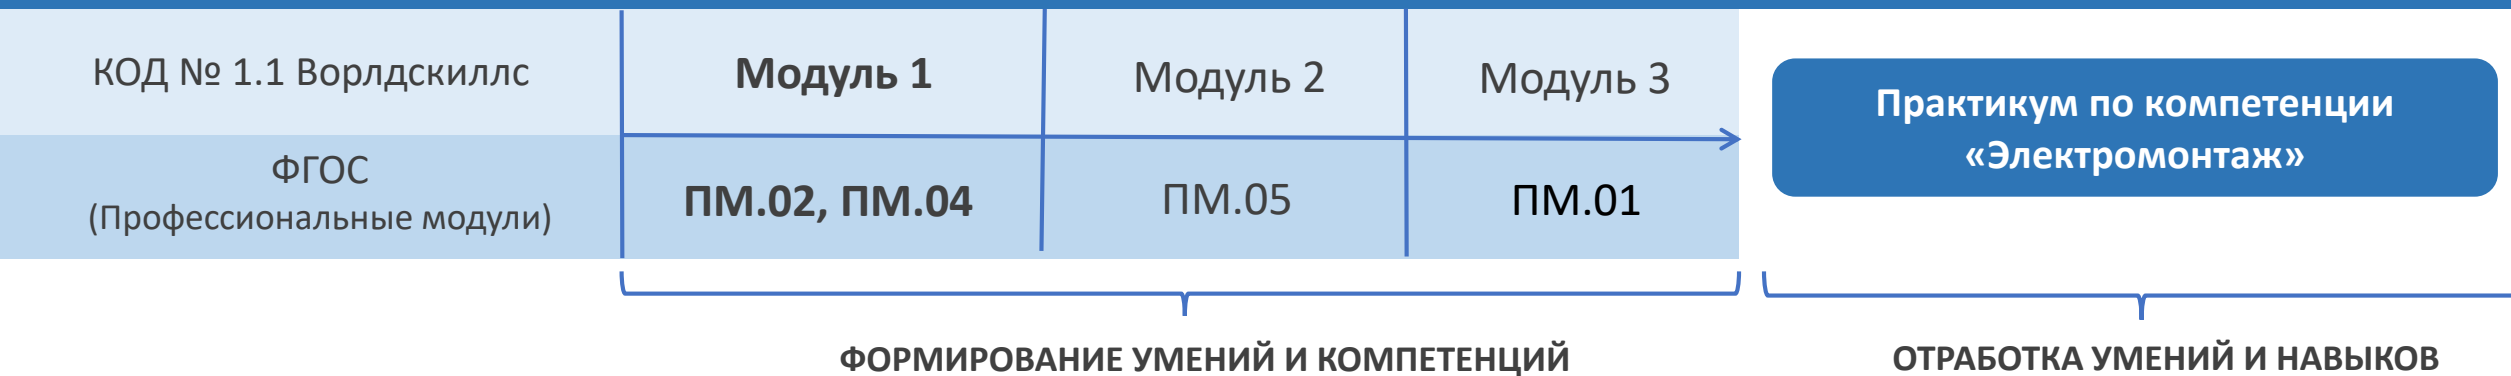 КОД № 1.1 Ворлдскиллс
Модуль 1
Модуль 2
Модуль 3
Практикум по компетенции
«Электромонтаж»
ФГОС
(Профессиональные модули)
ПМ.02, ПМ.04
ПМ.05
ПМ.01
ФОРМИРОВАНИЕ УМЕНИЙ И КОМПЕТЕНЦИЙ
ОТРАБОТКА УМЕНИЙ И НАВЫКОВ